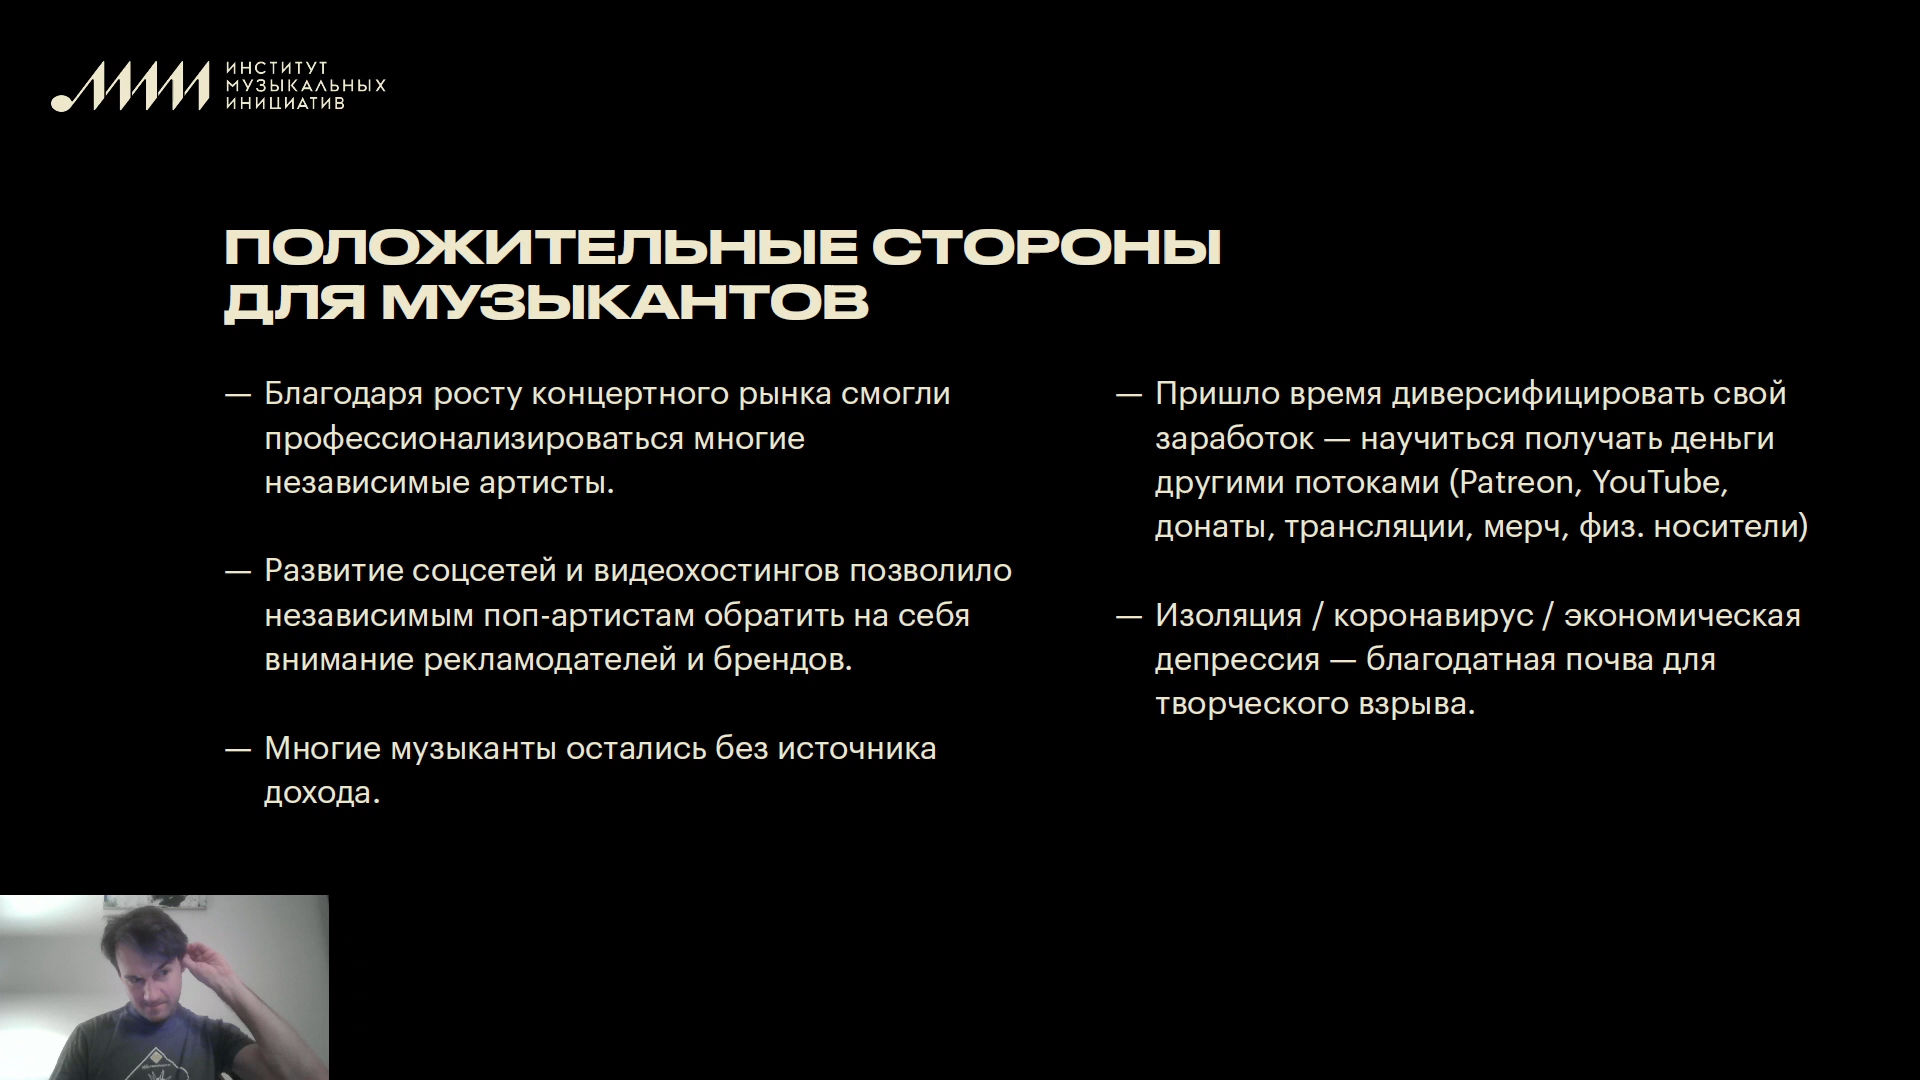 ИНСТИТУТ
МУЗЫКАЛЬНЫХ
ИНИЦИАТИВ
ПОЛОЖИТЕЛЬНЫЕ СТОРОНЫ
ДЛЯ МУЗЫКАНТОВ
— Благодаря росту концертного рынка смогли
профессионализироваться многие
независимые артисты.
— Развитие соцсетей и видеохостингов позволило
независимым поп-артистам обратить на себя
внимание рекламодателей и брендов.
— Многие музыканты остались без источника
дохода.
— Пришло время диверсифицировать свой
заработок — научиться получать деньги
другими потоками (Patreon, YouTube,
донаты, трансляции, мерч, физ. носители)
— Изоляция / коронавирус / экономическая
депрессия — благодатная почва для
творческого взрыва.